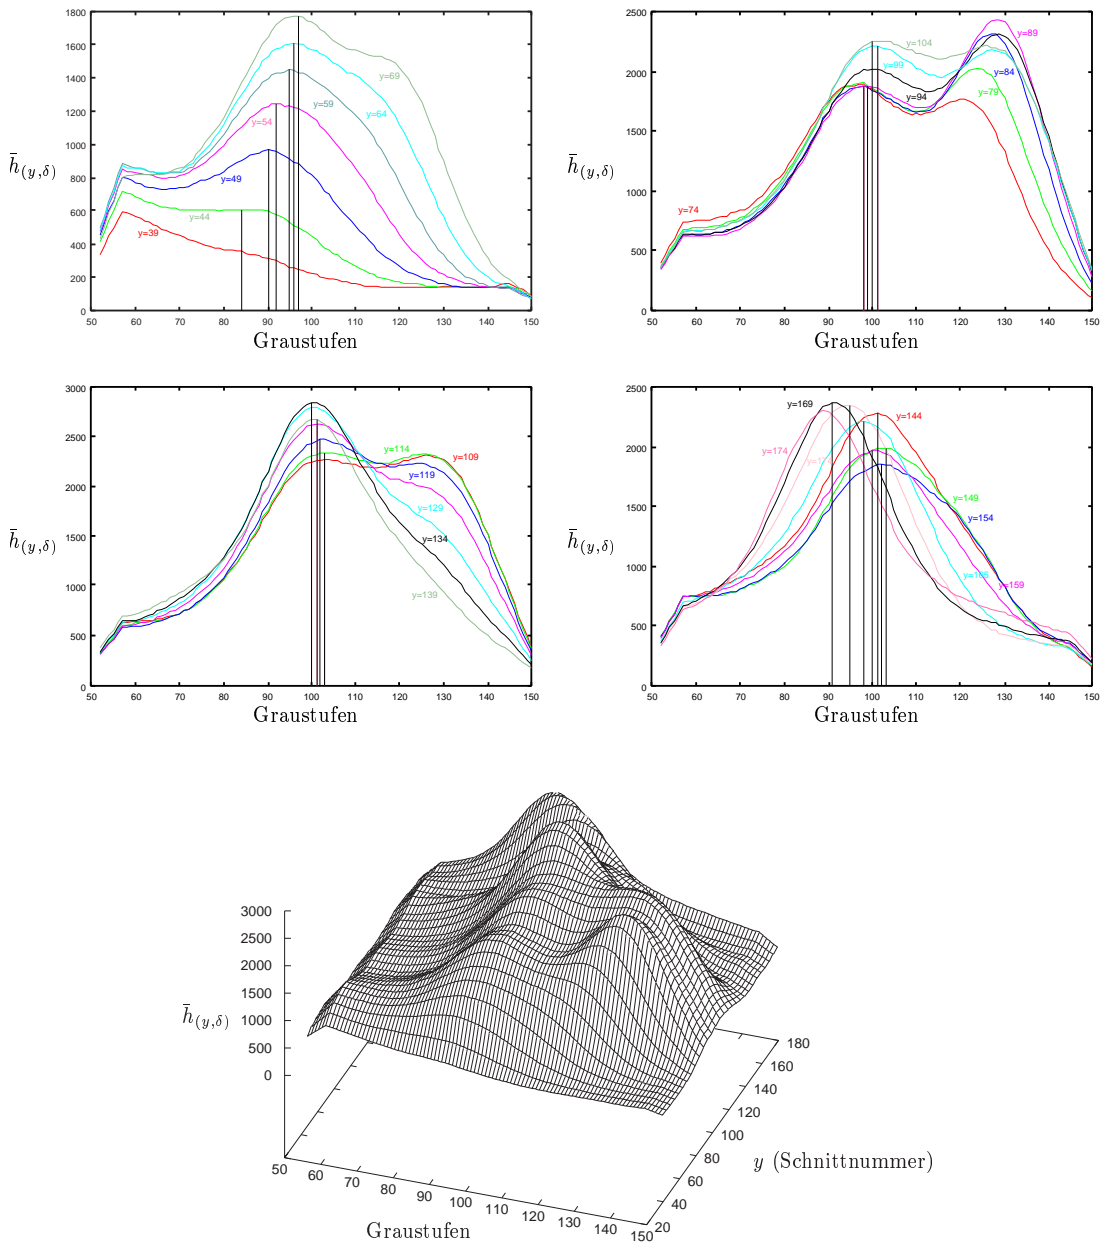 1800
1600
1400
1200
1000
800
600
400
200
0
50 60 70 80 90 100 110 120 130 140 150
h̄(y,δ)
Graustufen
y=69
y=64
y=59
y=54
y=49
y=44
y=39
2500
2000
1500
1000
500
0
50 60 70 80 90 100 110 120 130 140 150
h̄(y,δ)
Graustufen
y=104
y=89
y=99
y=84
y=94
y=79
y=74
3000
2500
2000
1500
1000
500
0
50 60 70 80 90 100 110 120 130 140 150
h̄(y,δ)
Graustufen
y=114
y=109
y=119
y=129
y=134
y=139
2500
2000
1500
1000
500
0
50 60 70 80 90 100 110 120 130 140 150
h̄(y,δ)
Graustufen
y=169
y=144
y=174
y=149
y=154
y=159
3000
2500
2000
1500
1000
500
0
h̄(y,δ)
50 60 70 80 90 100 110 120 130 140 150
Graustufen
20 40 60 80 100 120 140 160 180
y (Schnittnummer)